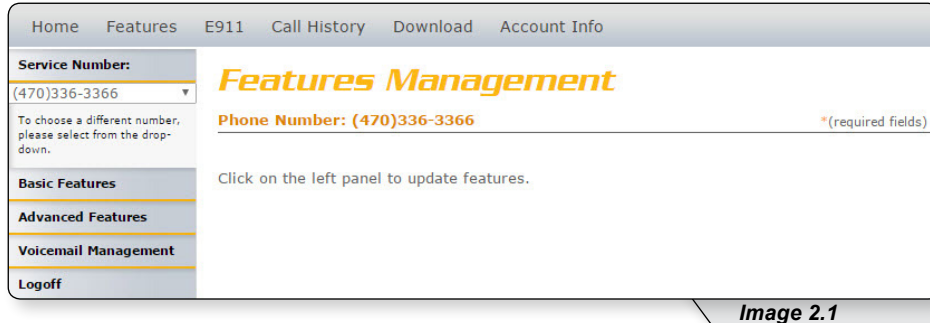 Home Features E911 Call History Download Account Info
Service Number:
(470)336-3366
To choose a different number,
please select from the drop-
down.
Basic Features
Advanced Features
Voicemail Management
Logoff
Features Management
Phone Number: (470)336-3366 *(required fields)
Click on the left panel to update features.
Image 2.1